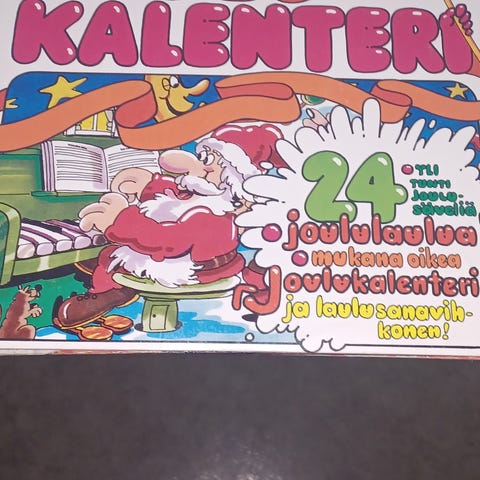 KALENTERI
24
YLI
TUNTI
JOULU-
SÄVELIÄ
joululaulua
mukana oikea
Joulukalenteri
ja laulusanavih-
konen!